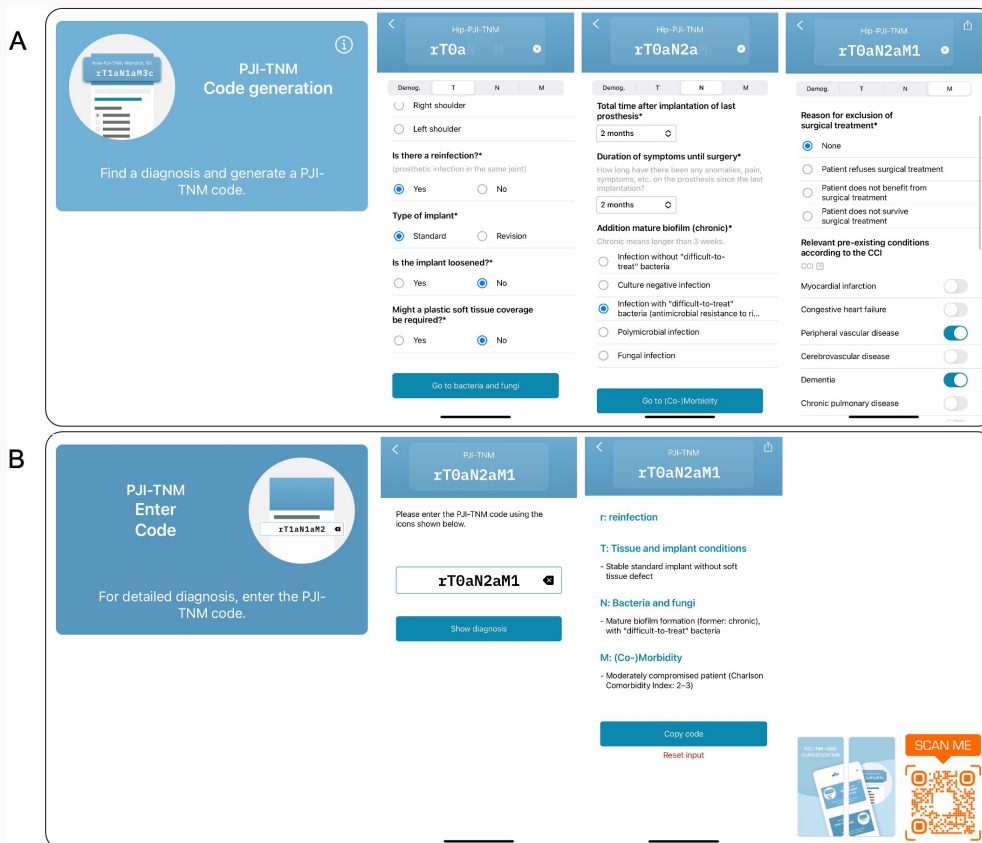 A
Knee-PJI-TNM, Mismatch, 83
rT1aN1aM3c
PJI-TNM
Code generation
Find a diagnosis and generate a PJI-
TNM code.
Hip-PJI-TNM
rT0aN M
Demog. T N M
Right shoulder
Left shoulder
Is there a reinfection?*
(prosthetic infection in the same joint)
Yes No
Type of implant*
Standard Revision
Is the implant loosened?*
Yes No
Might a plastic soft tissue coverage
be required?*
Yes No
Go to bacteria and fungi
Hip-PJI-TNM
rT0aN2aM
Demog. T N M
Total time after implantation of last
prosthesis*
2 months
Duration of symptoms until surgery*
How long have there been any anomalies, pain,
symptoms, etc. on the prosthesis since the last
implantation?
2 months
Addition mature biofilm (chronic)*
Chronic means longer than 3 weeks.
Infection without "difficult-to-
treat" bacteria
Culture negative infection
Infection with "difficult-to-treat"
bacteria (antimicrobial resistance to ri...
Polymicrobial infection
Fungal infection
Go to (Co-)Morbidity
Hip-PJI-TNM
rT0aN2aM1
Demog. T N M
Reason for exclusion of
surgical treatment*
None
Patient refuses surgical treatment
Patient does not benefit from
surgical treatment
Patient does not survive
surgical treatment
Relevant pre-existing conditions
according to the CCI
CCI
Myocardial infarction
Congestive heart failure
Peripheral vascular disease
Cerebrovascular disease
Dementia
Chronic pulmonary disease
B
PJI-TNM
Enter
Code
rT1aN1aM2
For detailed diagnosis, enter the PJI-
TNM code.
PJI-TNM
rT0aN2aM1
Please enter the PJI-TNM code using the
icons shown below.
rT0aN2aM1
Show diagnosis
PJI-TNM
rT0aN2aM1
r: reinfection
T: Tissue and implant conditions
- Stable standard implant without soft
tissue defect
N: Bacteria and fungi
- Mature biofilm formation (former: chronic),
with "difficult-to-treat" bacteria
M: (Co-)Morbidity
- Moderately compromised patient (Charlson
Comorbidity Index: 2–3)
Copy code
Reset input
PJI-TNM-CODE
CLASSIFICATION
SCAN ME